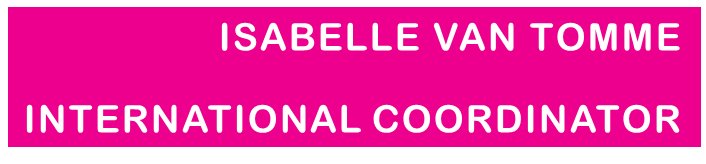 ISABELLE VAN TOMME
INTERNATIONAL COORDINATOR